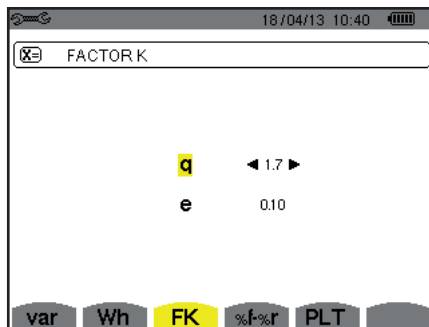 18/04/13 10:40
X= FACTOR K
q ◀ 1.7 ▶
e 0.10
var Wh FK %f-%r PLT